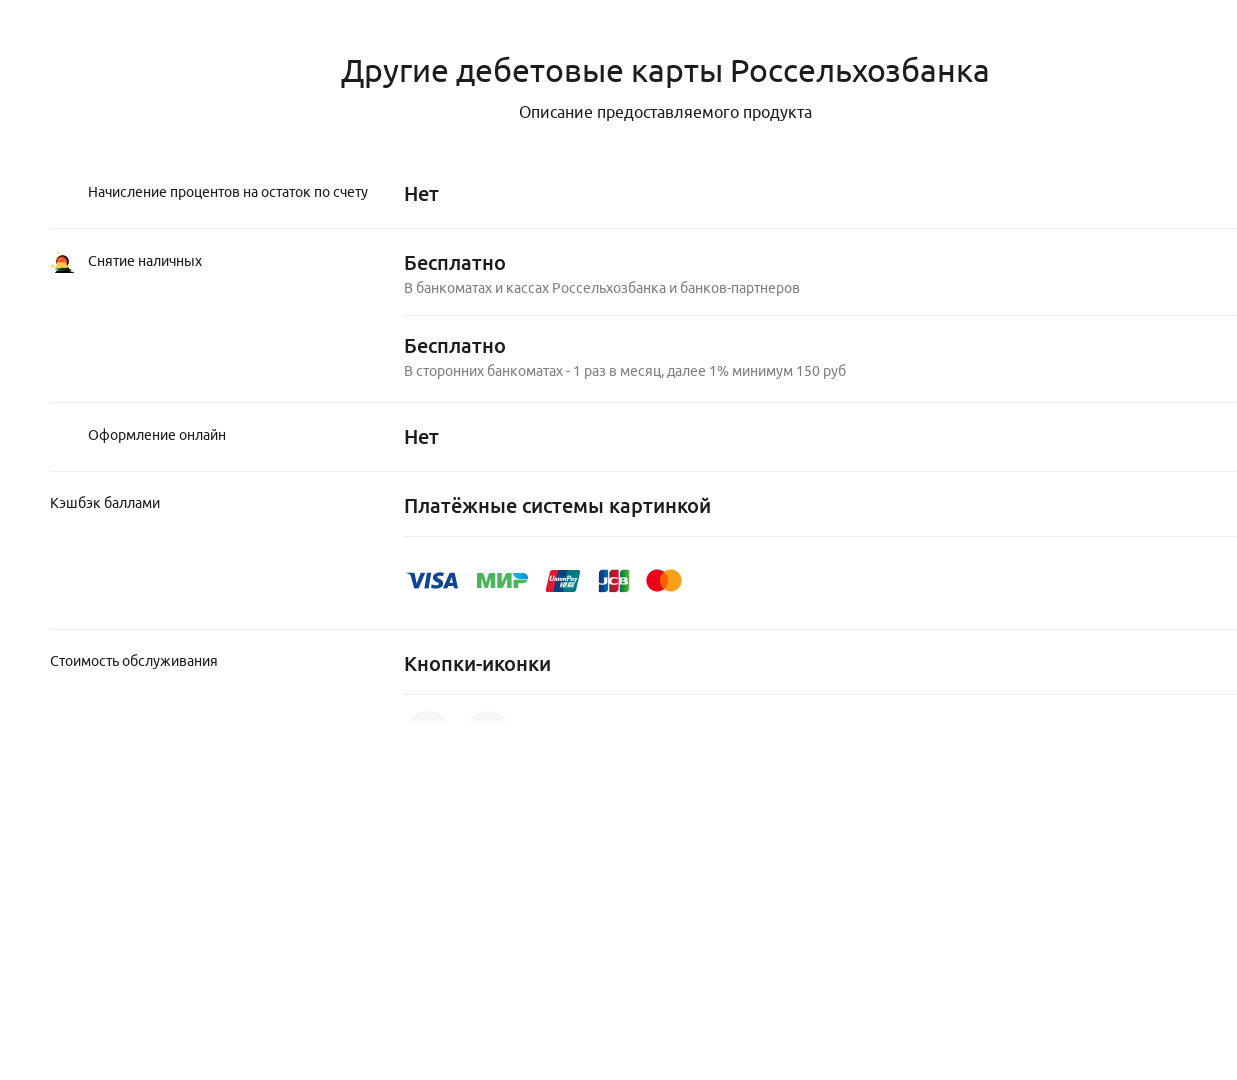 Другие дебетовые карты Россельхозбанка
Описание предоставляемого продукта
Начисление процентов на остаток по счету
Нет
Снятие наличных
Бесплатно
В банкоматах и кассах Россельхозбанка и банков-партнеров
Бесплатно
В сторонних банкоматах - 1 раз в месяц, далее 1% минимум 150 руб
Оформление онлайн
Нет
Кэшбэк баллами
Платёжные системы картинкой
VISA МИР UnionPay 银联 JCB
Стоимость обслуживания
Кнопки-иконки